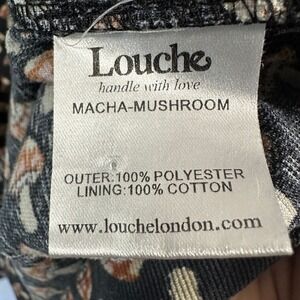 Louche
handle with love
MACHA-MUSHROOM
OUTER:100% POLYESTER
LINING:100% COTTON
www.louchelondon.com